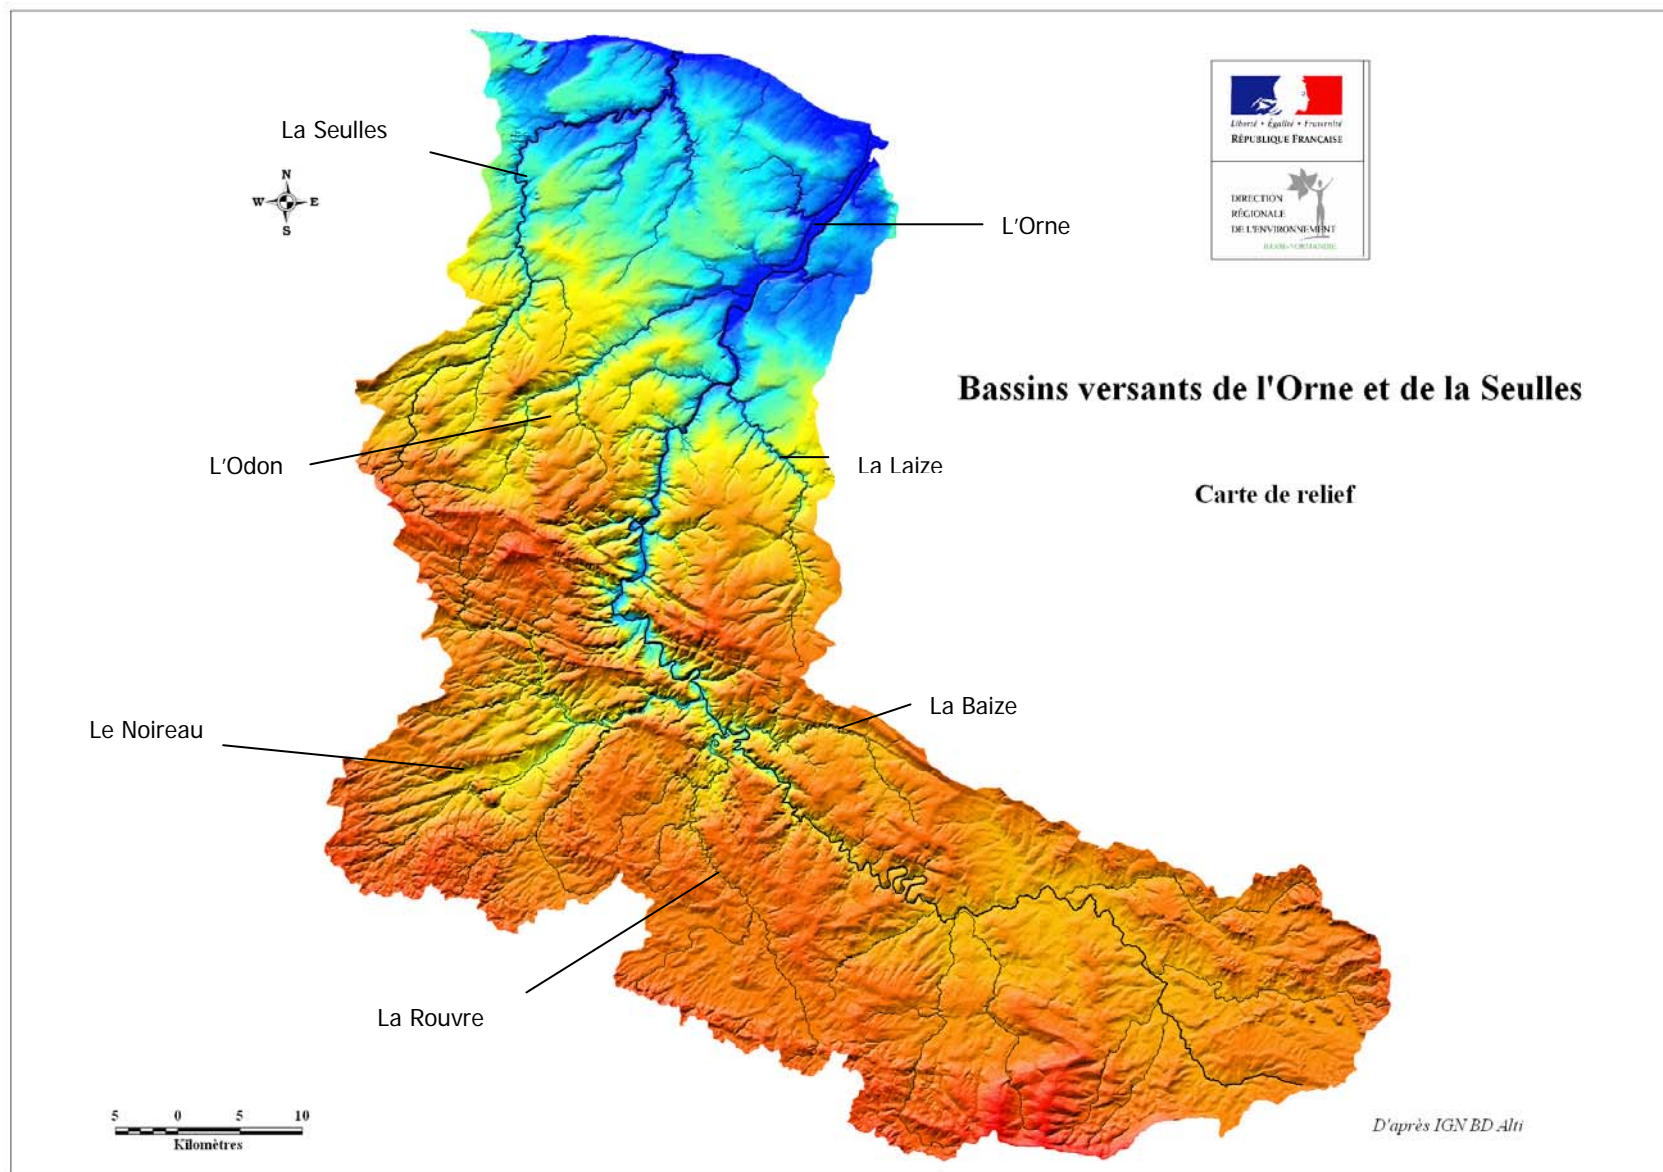 Liberté • Égalité • Fraternité
RÉPUBLIQUE FRANÇAISE
DIRECTION
RÉGIONALE
DE L'ENVIRONNEMENT
BASSE-NORMANDIE
La Seulles
N
W E
S
L'Orne
Bassins versants de l'Orne et de la Seulles
L'Odon
La Laize
Carte de relief
La Baize
Le Noireau
La Rouvre
5 0 5 10
Kilomètres
D'après IGN BD Alti